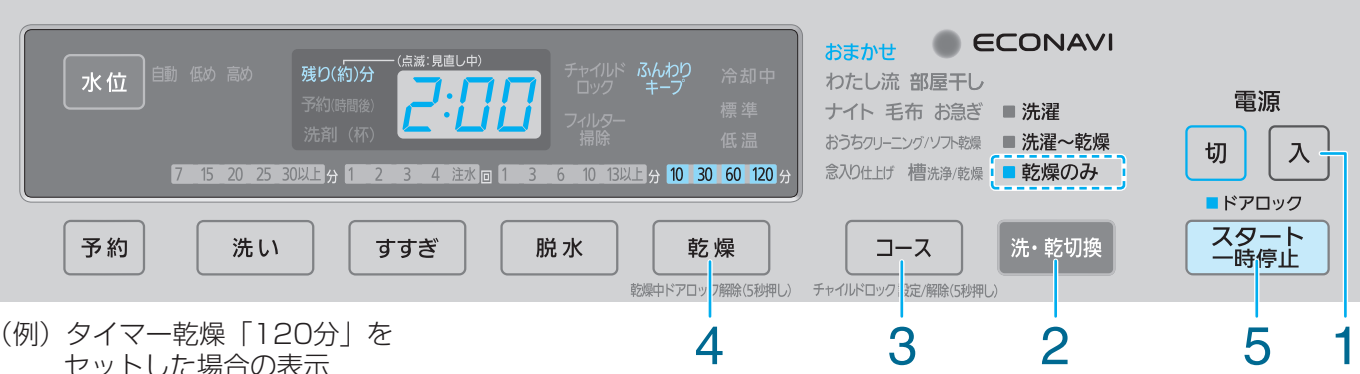 おまかせ ECONAVI
わたし流 部屋干し
ナイト 毛布 お急ぎ ■ 洗濯
おうちクリーニング/ソフト乾燥 ■ 洗濯～乾燥
念入り仕上げ 槽洗浄/乾燥 ■ 乾燥のみ
水位 自動 低め 高め
残り(約)分 (点滅:見直し中)
予約(時間後)
洗剤 (杯)
2:00
チャイルドロック
ふんわりキープ
フィルター掃除
冷却中
標準
低温
7 15 20 25 30以上 分 1 2 3 4 注水 回 1 3 6 10 13以上 分 10 30 60 120 分
電源
切 入
■ドアロック
予約 洗い すすぎ 脱水 乾燥 コース 洗・乾切換 スタート
一時停止
乾燥中ドアロック解除(5秒押し) チャイルドロック 設定/解除(5秒押し)
4 3 2 5 1
(例) タイマー乾燥「120分」を
セットした場合の表示